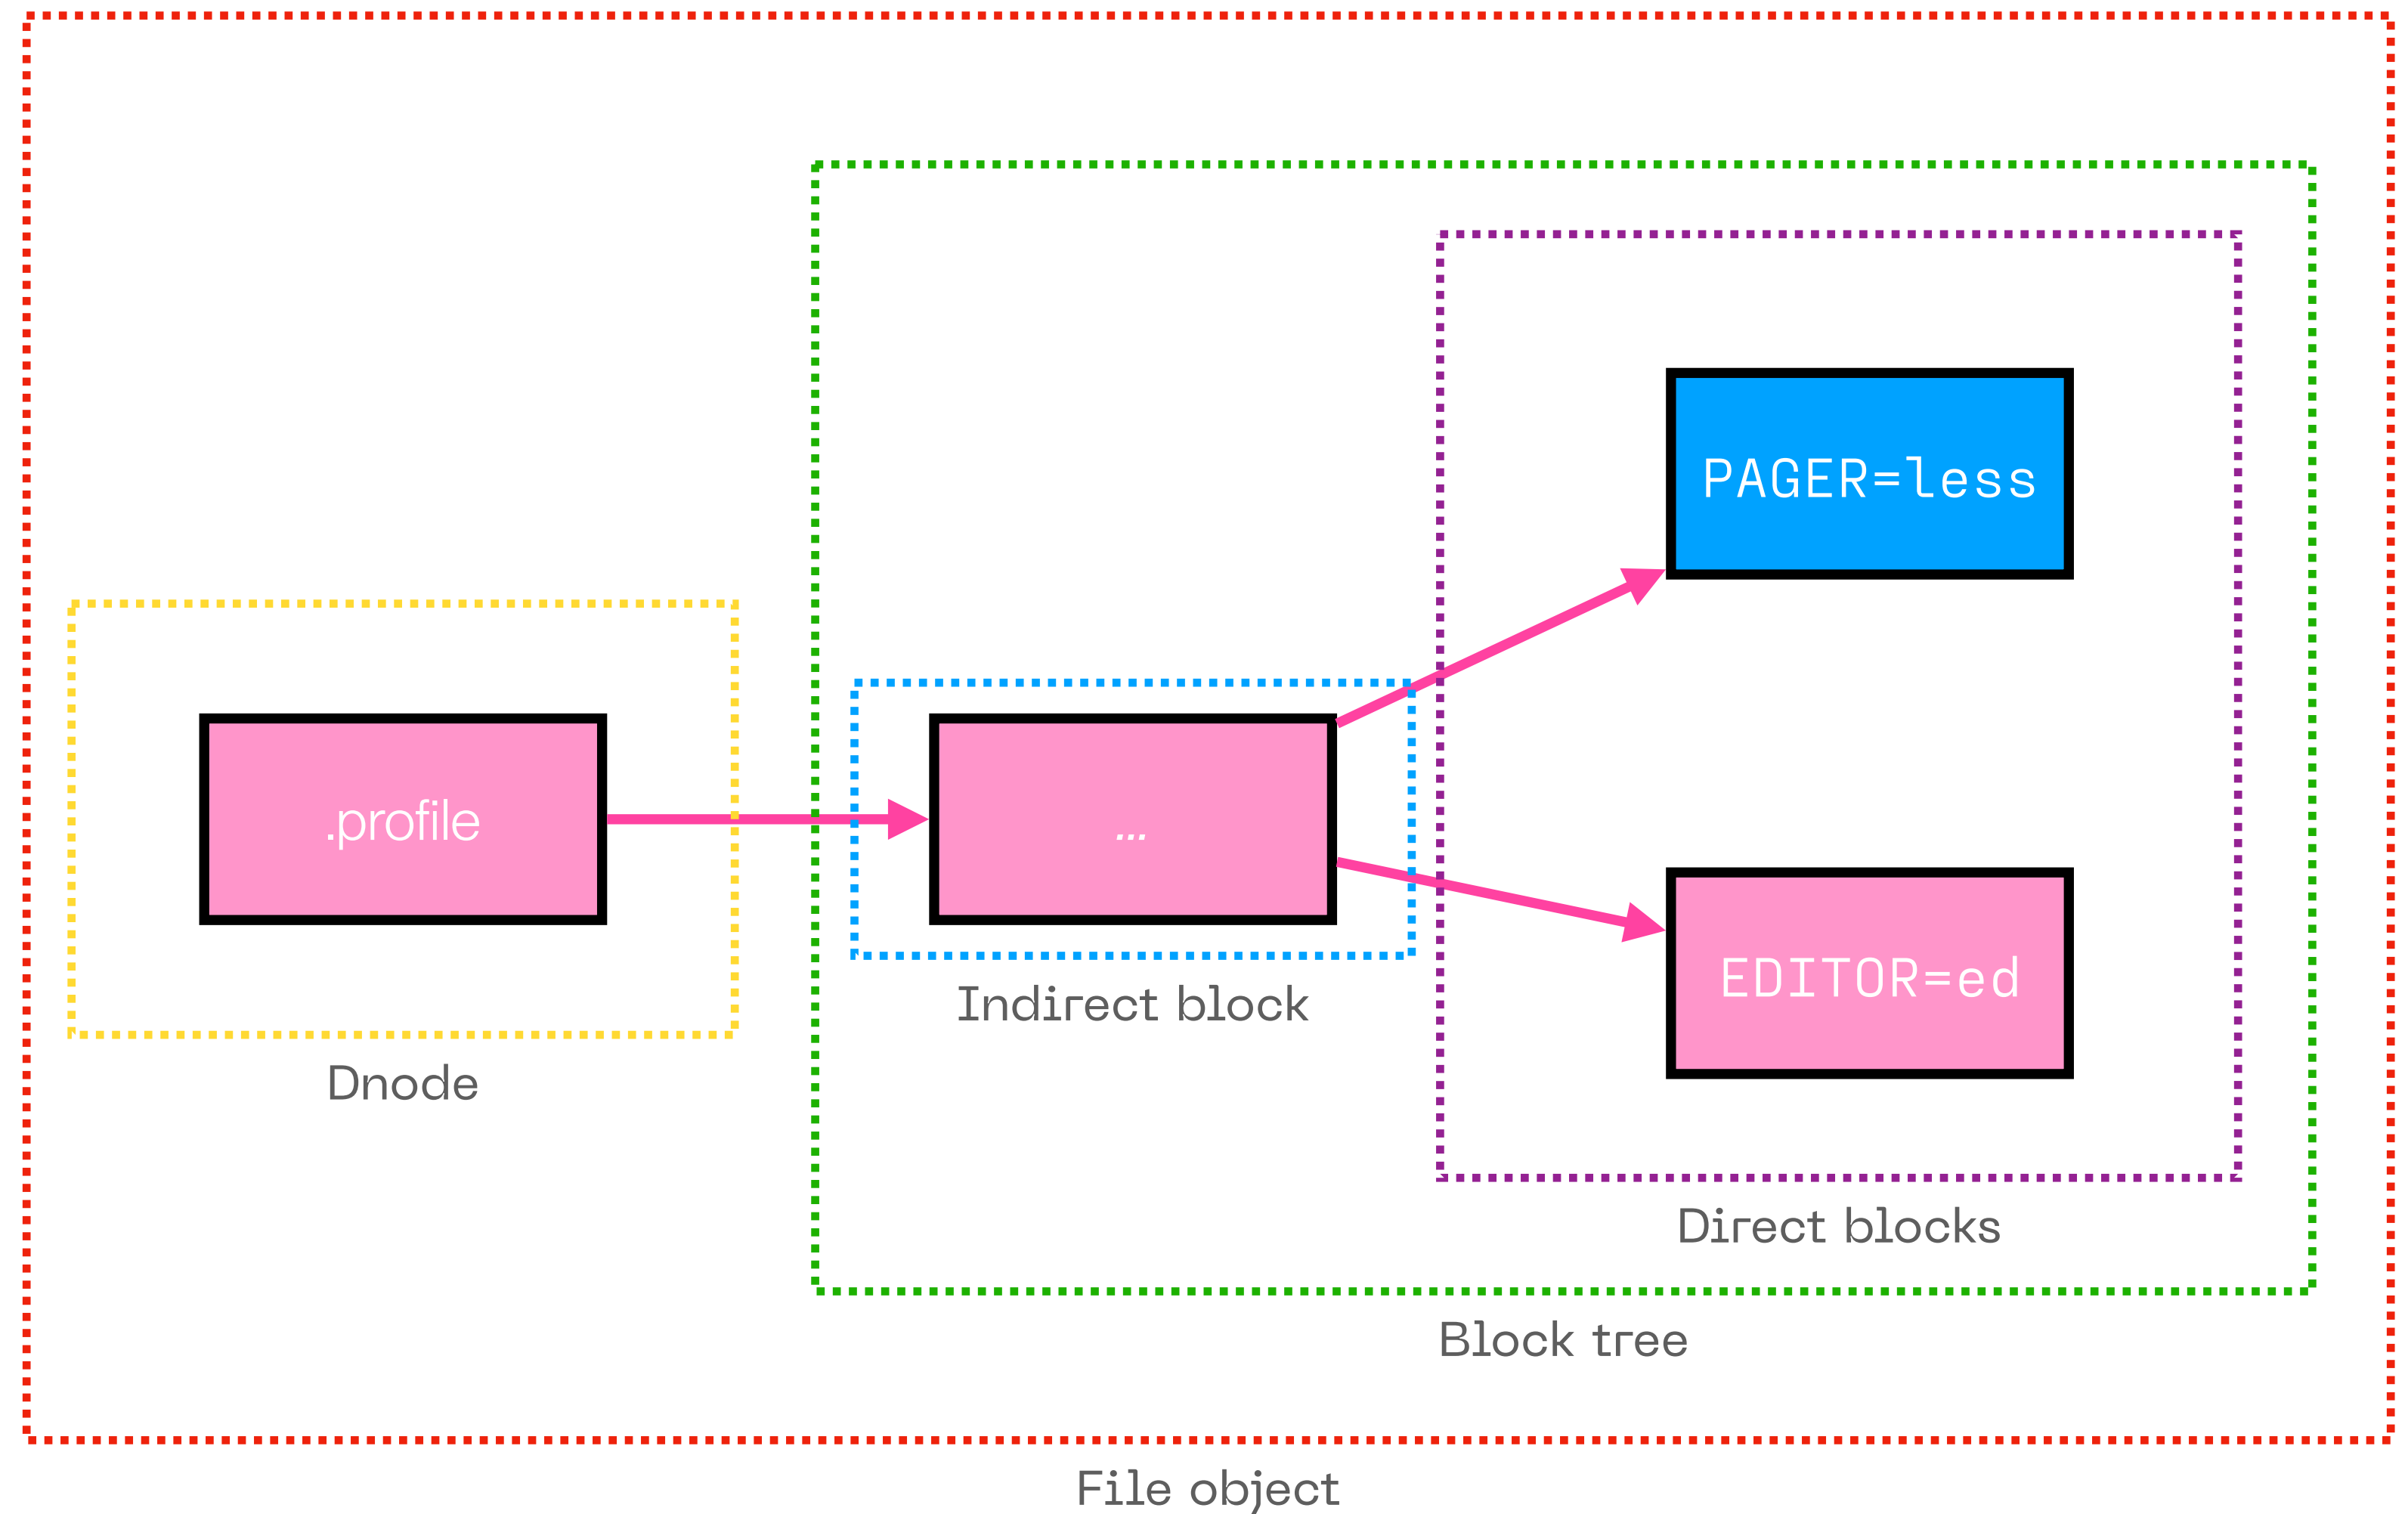 PAGER=less
.profile
...
EDITOR=ed
Indirect block
Dnode
Direct blocks
Block tree
File object